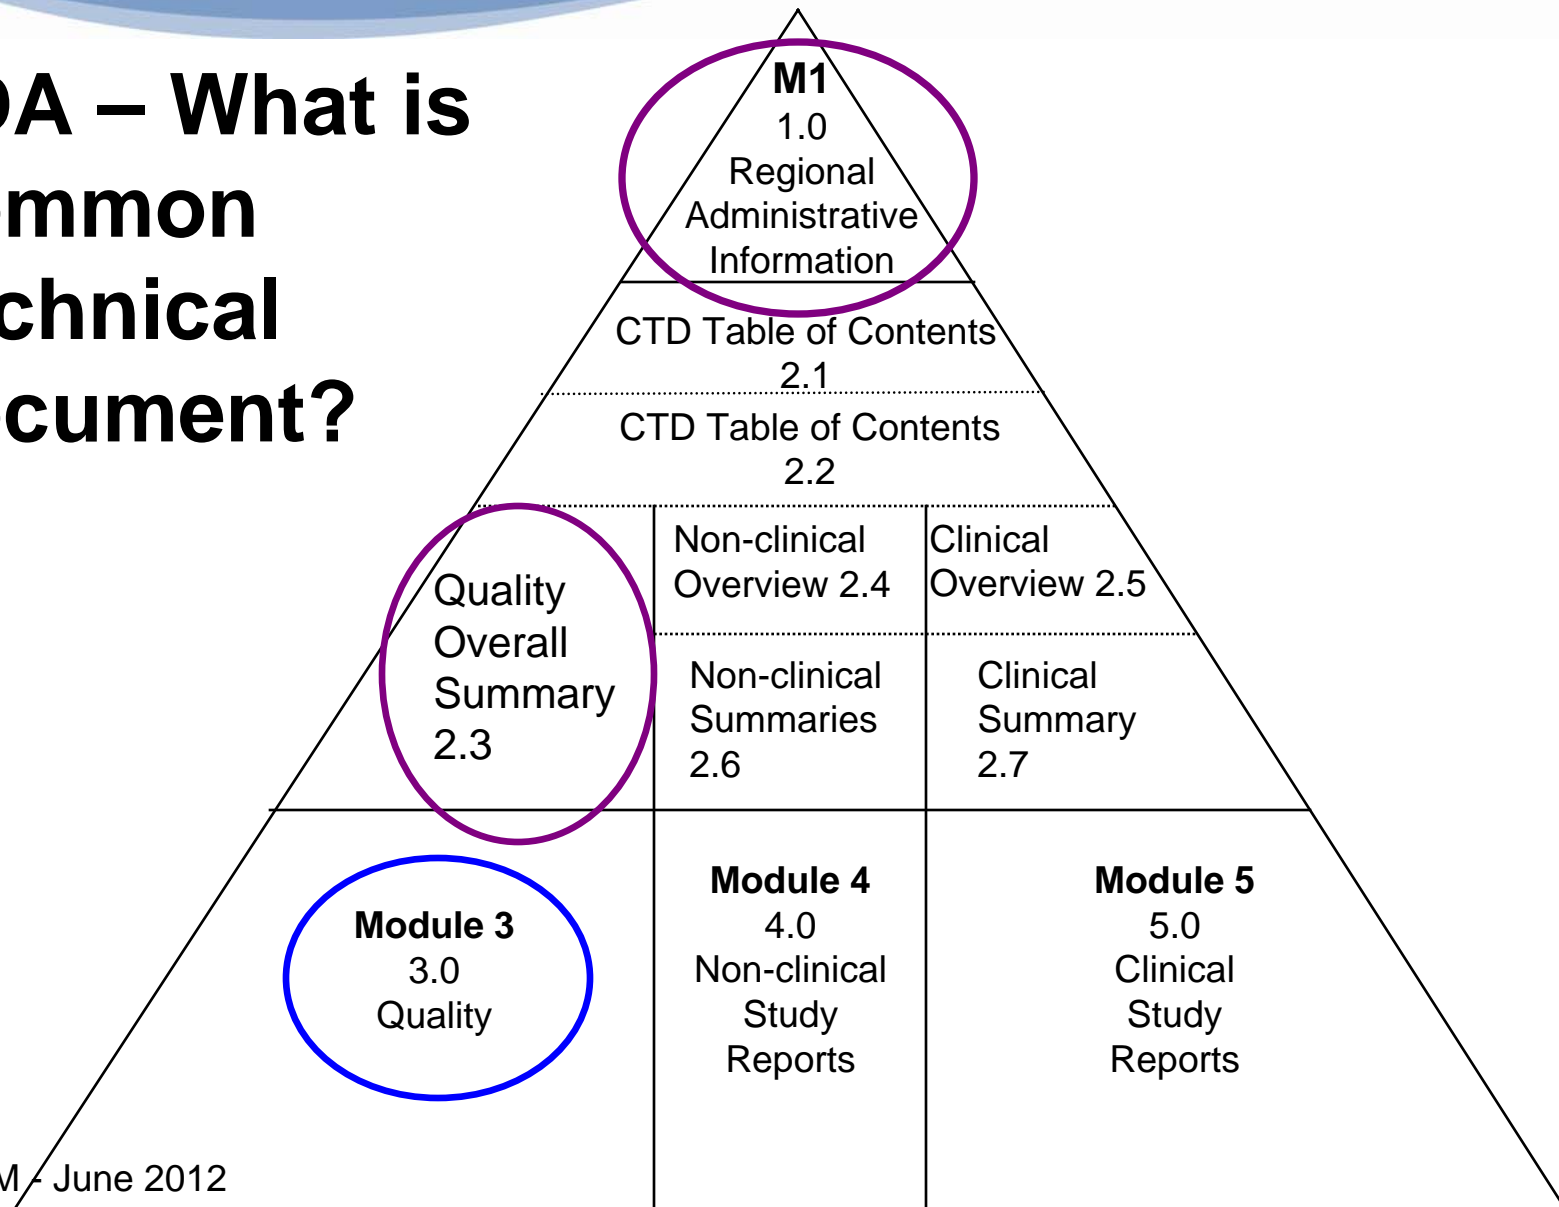 DA – What is
ommon
chnical
cument?
M1
1.0
Regional
Administrative
Information
CTD Table of Contents
2.1
CTD Table of Contents
2.2
Quality
Overall
Summary
2.3
Non-clinical
Overview 2.4
Clinical
Overview 2.5
Non-clinical
Summaries
2.6
Clinical
Summary
2.7
Module 3
3.0
Quality
Module 4
4.0
Non-clinical
Study
Reports
Module 5
5.0
Clinical
Study
Reports
M - June 2012